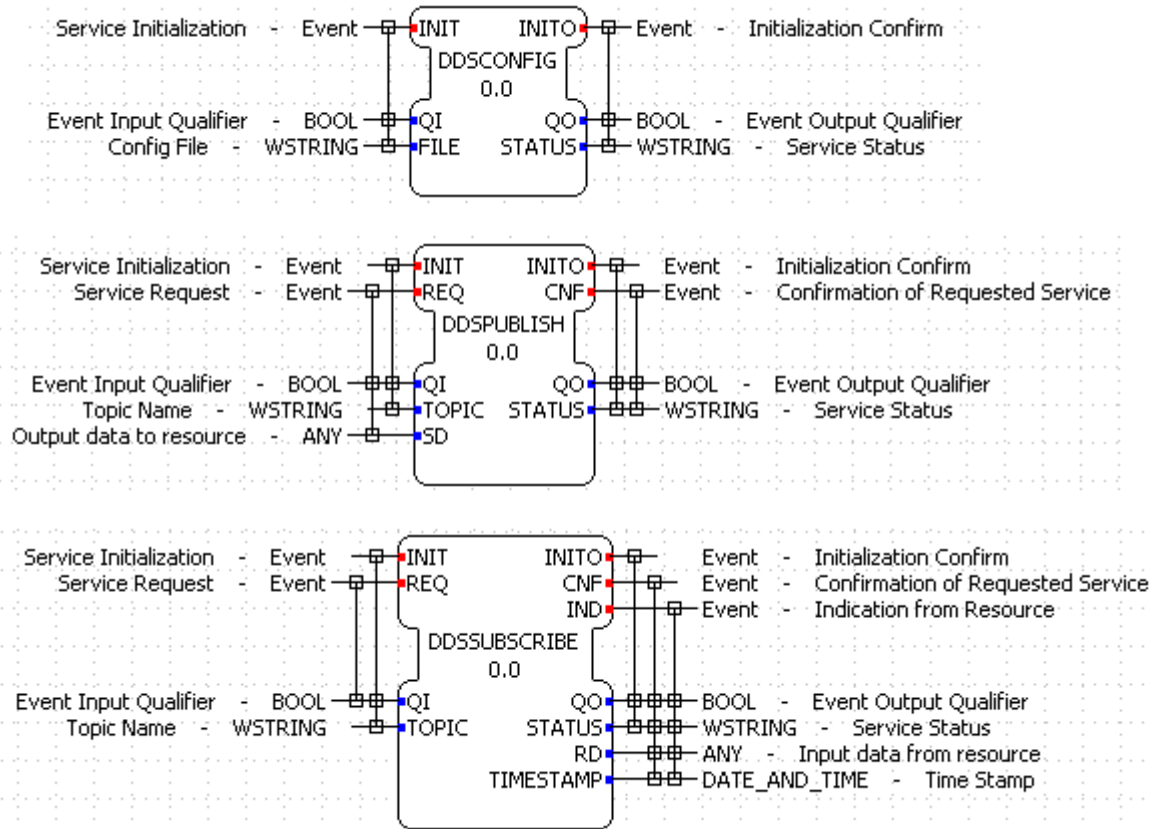 Service Initialization - Event INIT INITO Event - Initialization Confirm
DDSCONFIG
0.0
Event Input Qualifier - BOOL QI QO BOOL - Event Output Qualifier
Config File - WSTRING FILE STATUS WSTRING - Service Status
Service Initialization - Event INIT INITO Event - Initialization Confirm
Service Request - Event REQ CNF Event - Confirmation of Requested Service
DDSPUBLISH
0.0
Event Input Qualifier - BOOL QI QO BOOL - Event Output Qualifier
Topic Name - WSTRING TOPIC STATUS WSTRING - Service Status
Output data to resource - ANY SD
Service Initialization - Event INIT INITO Event - Initialization Confirm
Service Request - Event REQ CNF Event - Confirmation of Requested Service
IND Event - Indication from Resource
DDSSUBSCRIBE
0.0
Event Input Qualifier - BOOL QI QO BOOL - Event Output Qualifier
Topic Name - WSTRING TOPIC STATUS WSTRING - Service Status
RD ANY - Input data from resource
TIMESTAMP DATE_AND_TIME - Time Stamp